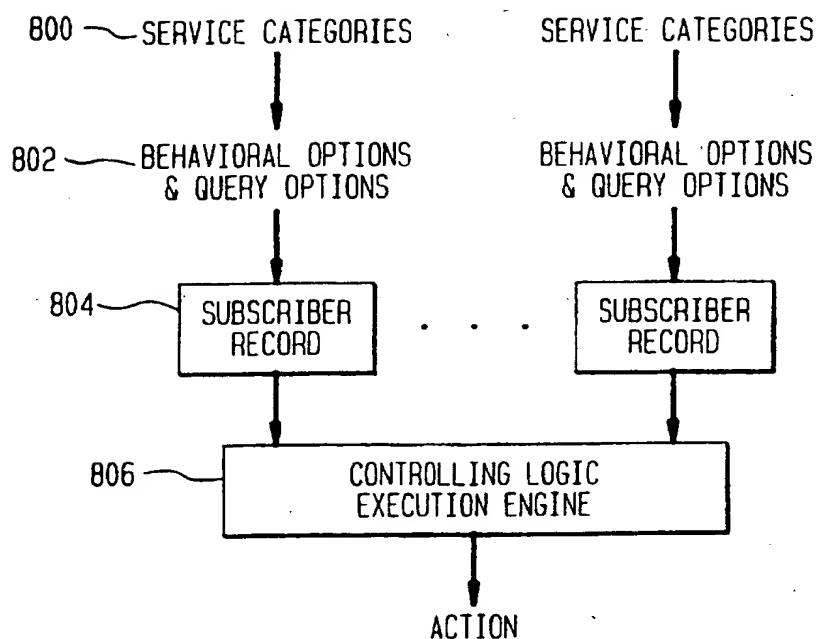 800 SERVICE CATEGORIES SERVICE CATEGORIES
802 BEHAVIORAL OPTIONS & QUERY OPTIONS
BEHAVIORAL OPTIONS & QUERY OPTIONS
804 SUBSCRIBER RECORD
. . .
SUBSCRIBER RECORD
806 CONTROLLING LOGIC
EXECUTION ENGINE
ACTION